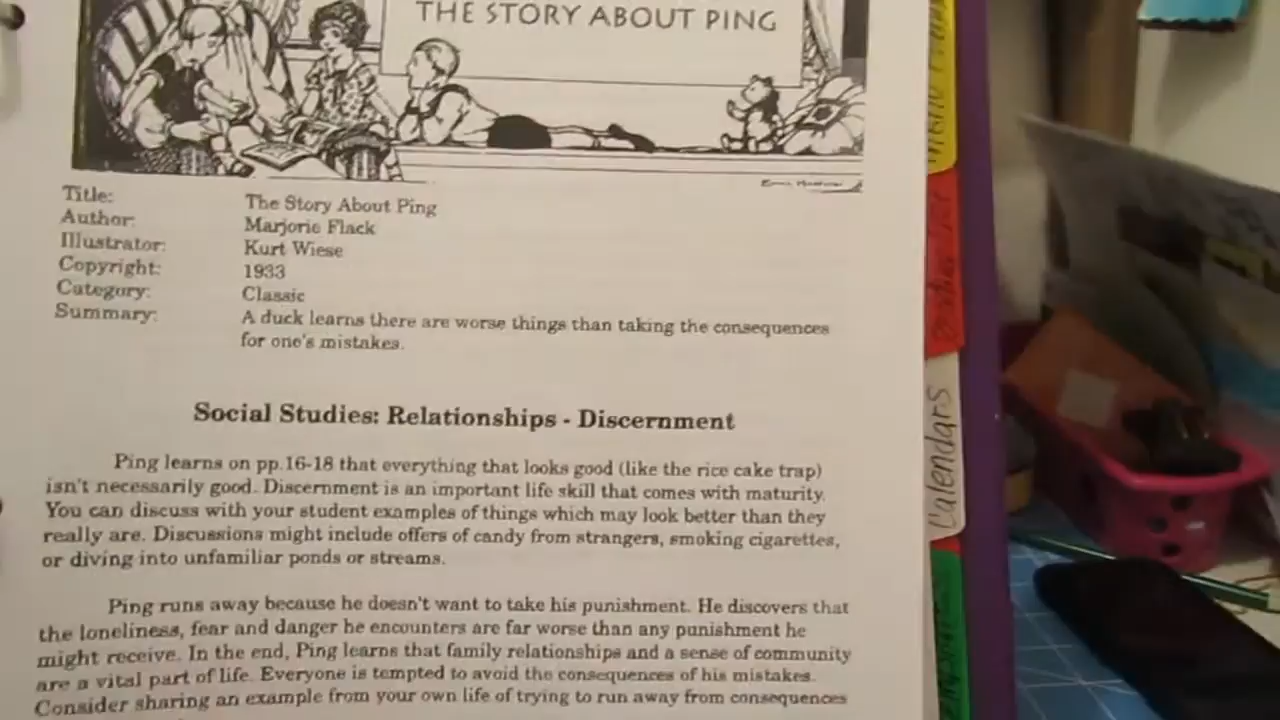 THE STORY ABOUT PING
Title: The Story About Ping
Author: Marjorie Flack
Illustrator: Kurt Wiese
Copyright: 1933
Category: Classic
Summary: A duck learns there are worse things than taking the consequences
for one's mistakes.
Social Studies: Relationships - Discernment
Ping learns on pp.16-18 that everything that looks good (like the rice cake trap)
isn't necessarily good. Discernment is an important life skill that comes with maturity.
You can discuss with your student examples of things which may look better than they
really are. Discussions might include offers of candy from strangers, smoking cigarettes,
or diving into unfamiliar ponds or streams.
Ping runs away because he doesn't want to take his punishment. He discovers that
the loneliness, fear and danger he encounters are far worse than any punishment he
might receive. In the end, Ping learns that family relationships and a sense of community
are a vital part of life. Everyone is tempted to avoid the consequences of his mistakes.
Consider sharing an example from your own life of trying to run away from consequences
Calendars